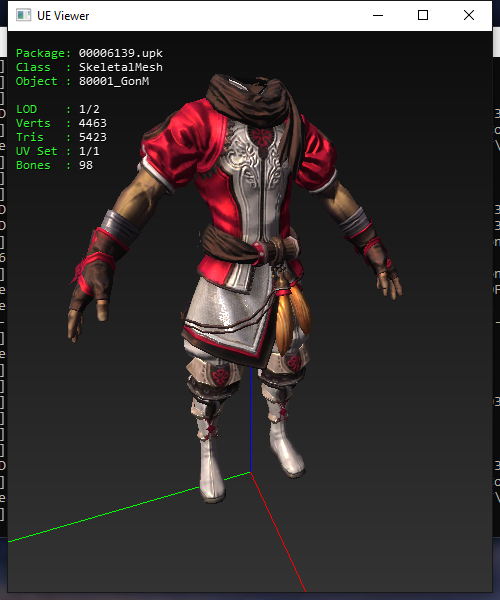 UE Viewer
Package: 00006139.upk
Class : SkeletalMesh
Object : 80001_GonM
LOD : 1/2
Verts : 4463
Tris : 5423
UV Set : 1/1
Bones : 98